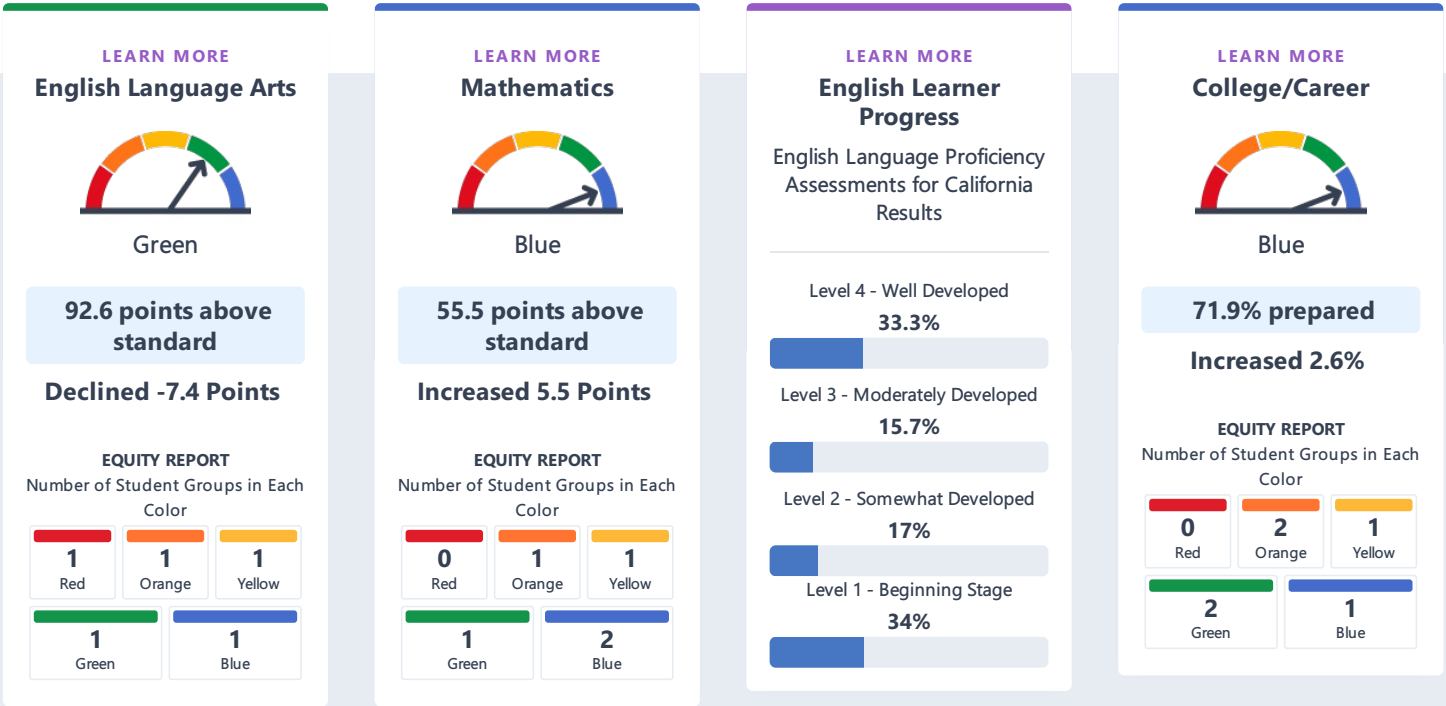 LEARN MORE
English Language Arts
Green
92.6 points above
standard
Declined -7.4 Points
EQUITY REPORT
Number of Student Groups in Each
Color
1
Red
1
Orange
1
Yellow
1
Green
1
Blue
LEARN MORE
Mathematics
Blue
55.5 points above
standard
Increased 5.5 Points
EQUITY REPORT
Number of Student Groups in Each
Color
0
Red
1
Orange
1
Yellow
1
Green
2
Blue
LEARN MORE
English Learner
Progress
English Language Proficiency
Assessments for California
Results
Level 4 - Well Developed
33.3%
Level 3 - Moderately Developed
15.7%
Level 2 - Somewhat Developed
17%
Level 1 - Beginning Stage
34%
LEARN MORE
College/Career
Blue
71.9% prepared
Increased 2.6%
EQUITY REPORT
Number of Student Groups in Each
Color
0
Red
2
Orange
1
Yellow
2
Green
1
Blue